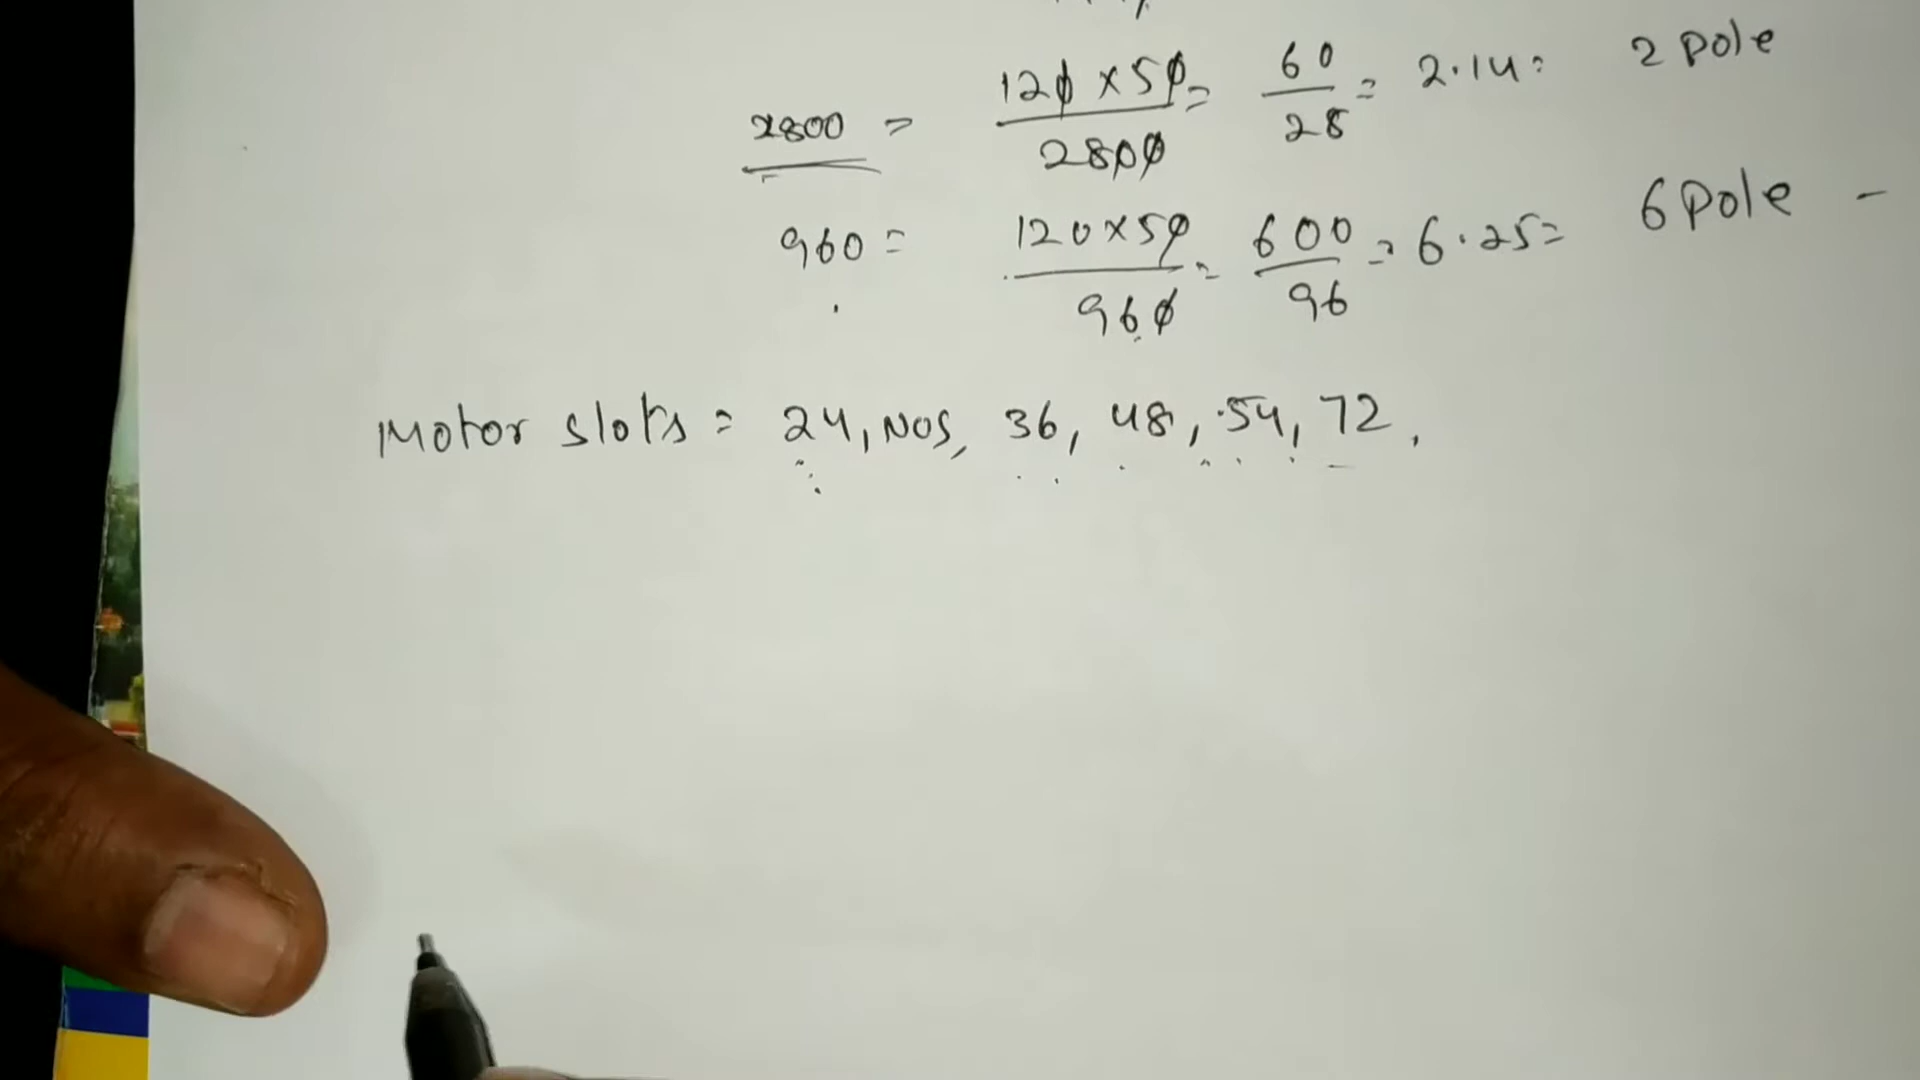 2800 = 120 x 50 / 2800 = 60 / 28 = 2.14 = 2 pole
960 = 120 x 50 / 960 = 600 / 96 = 6.25 = 6 Pole -
Motor slots = 24, NOS, 36, 48, 54, 72,